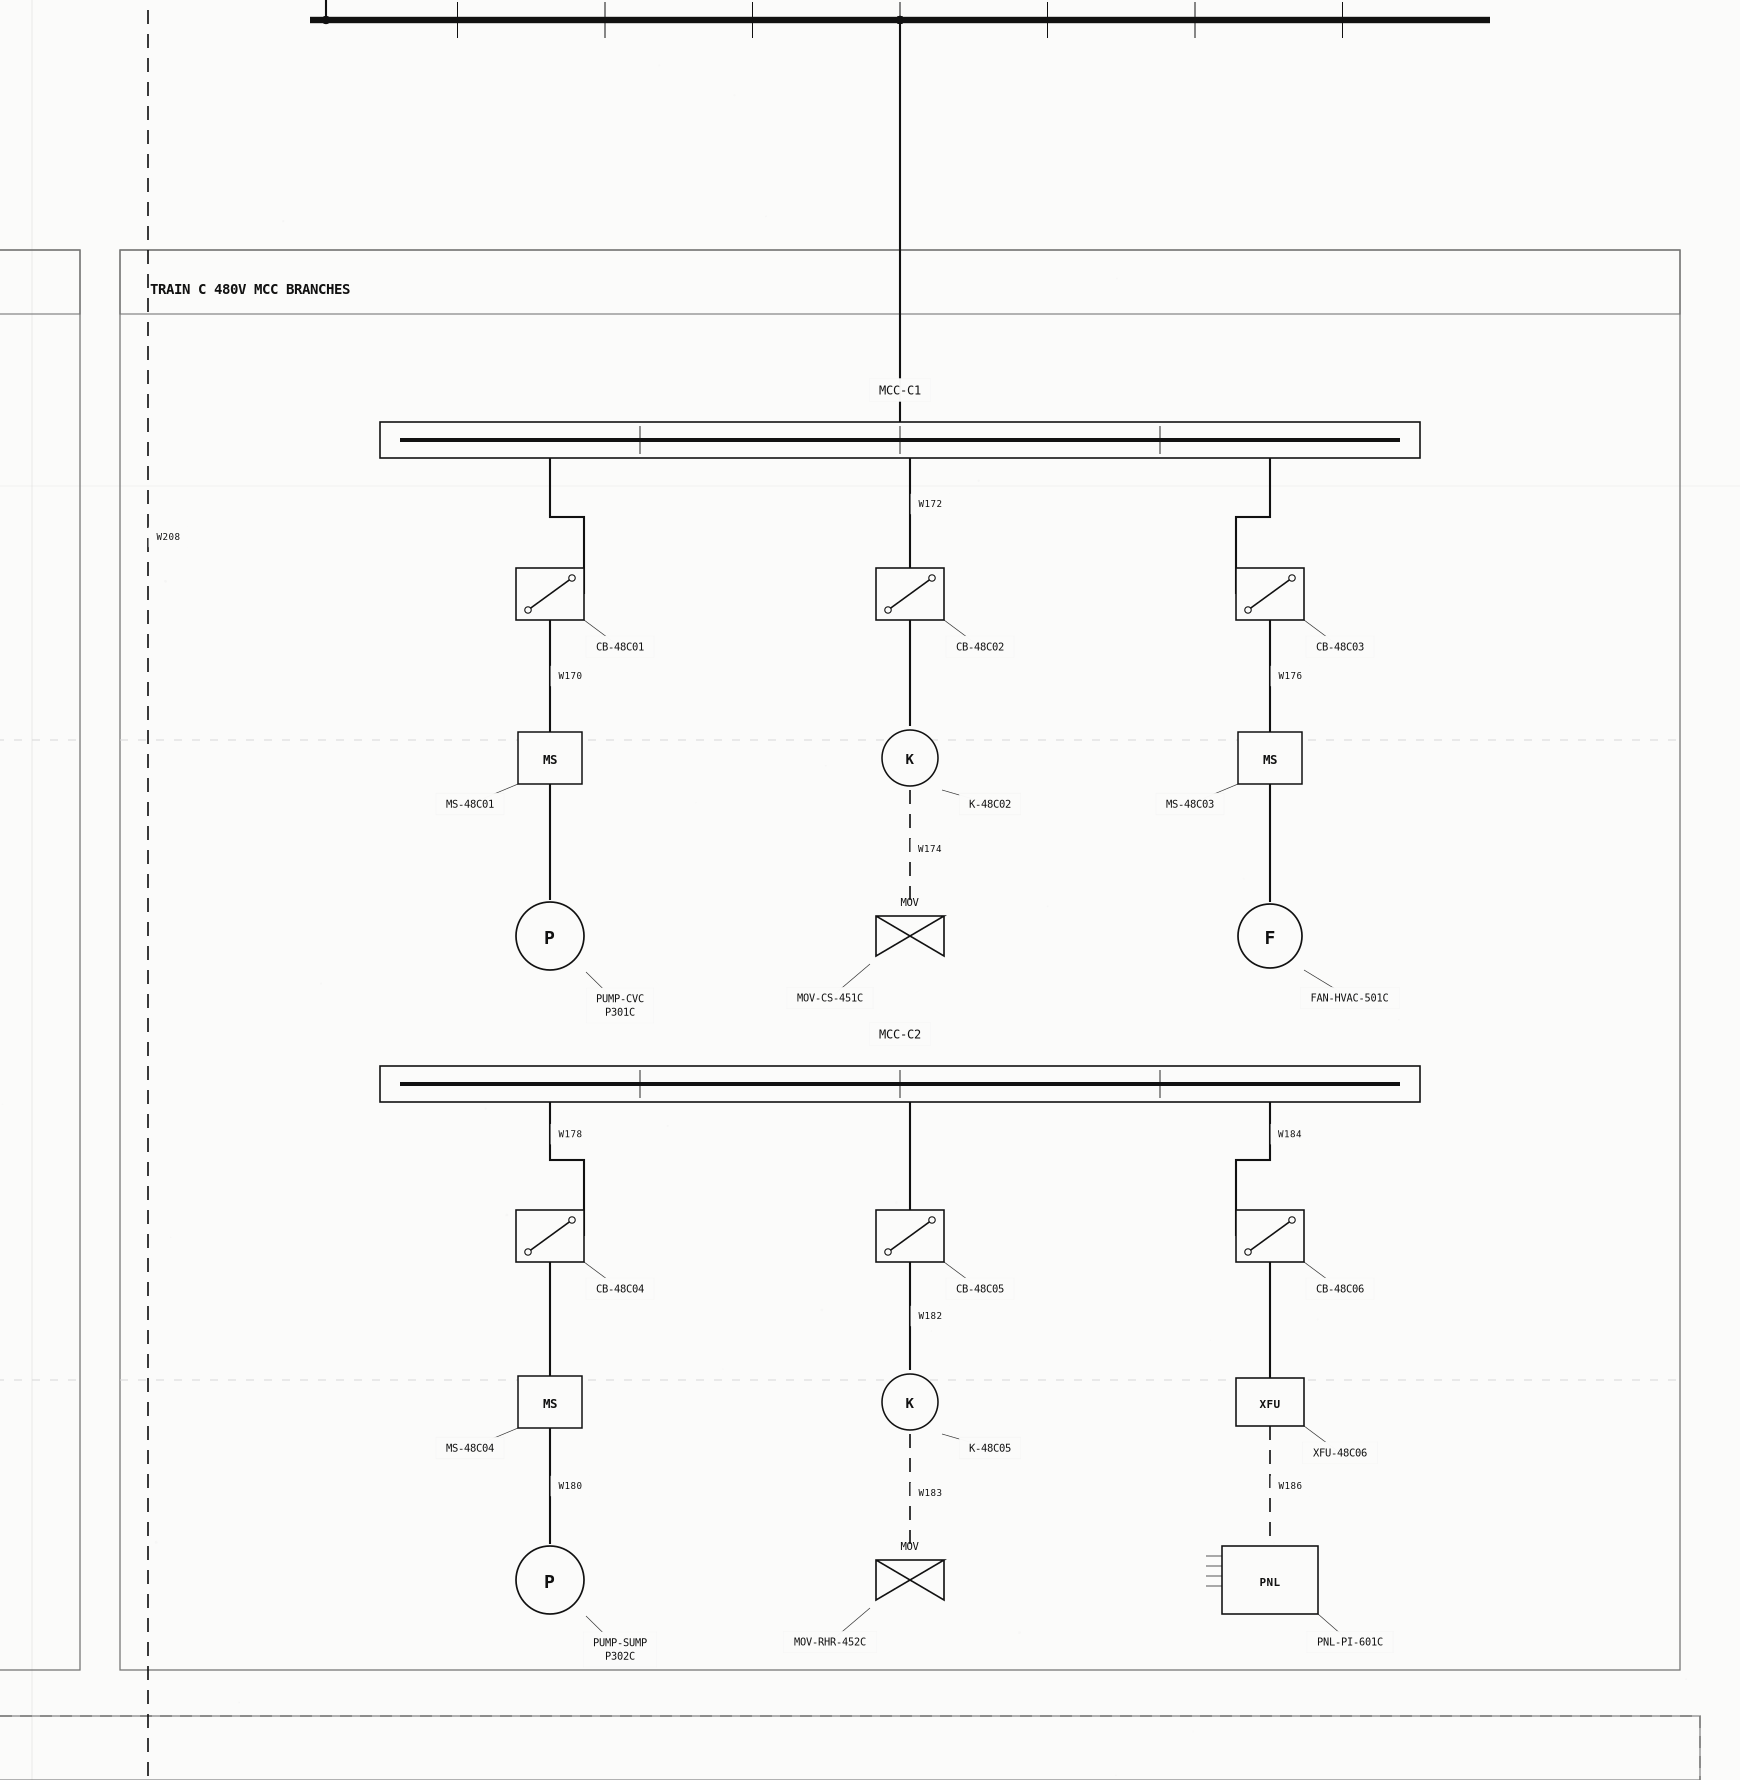 TRAIN C 480V MCC BRANCHES
MCC-C1
W172
W208
CB-48C01
CB-48C02
CB-48C03
W170
W176
MS
K
MS
MS-48C01
K-48C02
MS-48C03
W174
MOV
P
F
PUMP-CVC
P301C
MOV-CS-451C
FAN-HVAC-501C
MCC-C2
W178
W184
CB-48C04
CB-48C05
CB-48C06
W182
MS
K
XFU
MS-48C04
K-48C05
XFU-48C06
W180
W183
W186
MOV
P
PNL
PUMP-SUMP
P302C
MOV-RHR-452C
PNL-PI-601C